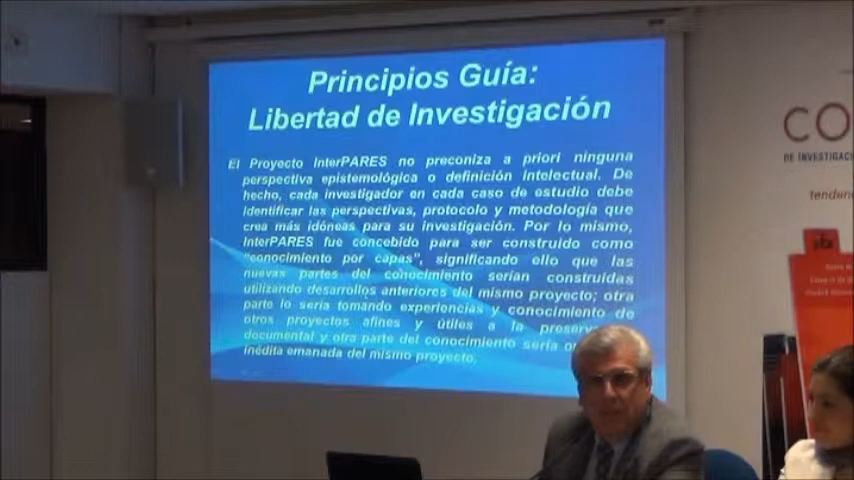 Principios Guía:
Libertad de Investigación
El Proyecto InterPARES no preconiza a priori ninguna
perspectiva epistemológica o definición intelectual. De
hecho, cada investigador en cada caso de estudio debe
identificar las perspectivas, protocolo y metodología que
crea más idóneas para su investigación. Por lo mismo,
InterPARES fue concebido para ser construido como
"conocimiento por capas", significando ello que las
nuevas partes del conocimiento serían construidas
utilizando desarrollos anteriores del mismo proyecto; otra
parte lo sería tomando experiencias y conocimiento de
otros proyectos afines y útiles a la
documental y otra parte del conocimiento sería
inédita emanada del mismo proyecto.
CO
DE